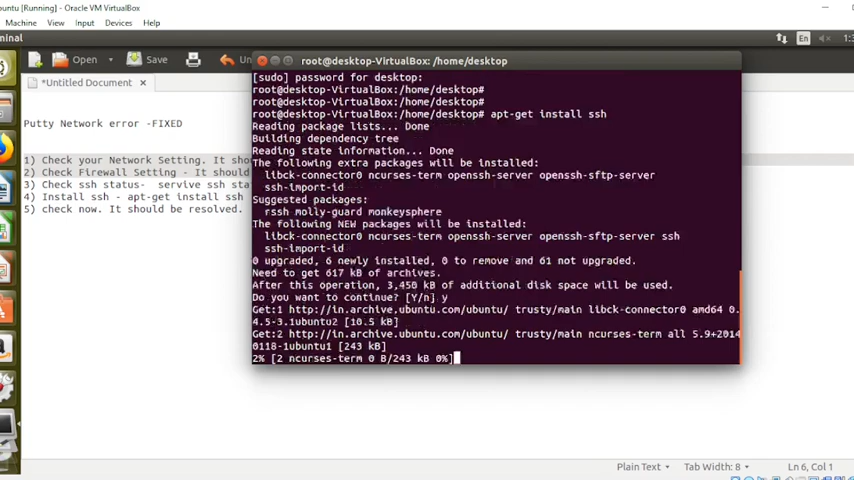 buntu [Running] - Oracle VM VirtualBox
Machine View Input Devices Help
minal
En
1:3
Open
Save
Un
*Untitled Document
Putty Network error -FIXED
1) Check your Network Setting. It shou
2) Check Firewall Setting - It should
3) Check ssh status- servive ssh sta
4) Install ssh - apt-get install ssh
5) check now. It should be resolved.
root@desktop-VirtualBox: /home/desktop
[sudo] password for desktop:
root@desktop-VirtualBox:/home/desktop#
root@desktop-VirtualBox:/home/desktop#
root@desktop-VirtualBox:/home/desktop# apt-get install ssh
Reading package lists... Done
Building dependency tree
Reading state information... Done
The following extra packages will be installed:
libck-connector0 ncurses-term openssh-server openssh-sftp-server
ssh-import-id
Suggested packages:
rssh molly-guard monkeysphere
The following NEW packages will be installed:
libck-connector0 ncurses-term openssh-server openssh-sftp-server ssh
ssh-import-id
0 upgraded, 6 newly installed, 0 to remove and 61 not upgraded.
Need to get 617 kB of archives.
After this operation, 3,450 kB of additional disk space will be used.
Do you want to continue? [Y/n] y
Get:1 http://in.archive.ubuntu.com/ubuntu/ trusty/main libck-connector0 amd64 0.
4.5-3.1ubuntu2 [10.5 kB]
Get:2 http://in.archive.ubuntu.com/ubuntu/ trusty/main ncurses-term all 5.9+2014
0118-1ubuntu1 [243 kB]
2% [2 ncurses-term 0 B/243 kB 0%]
Plain Text
Tab Width: 8
Ln 6, Col 1